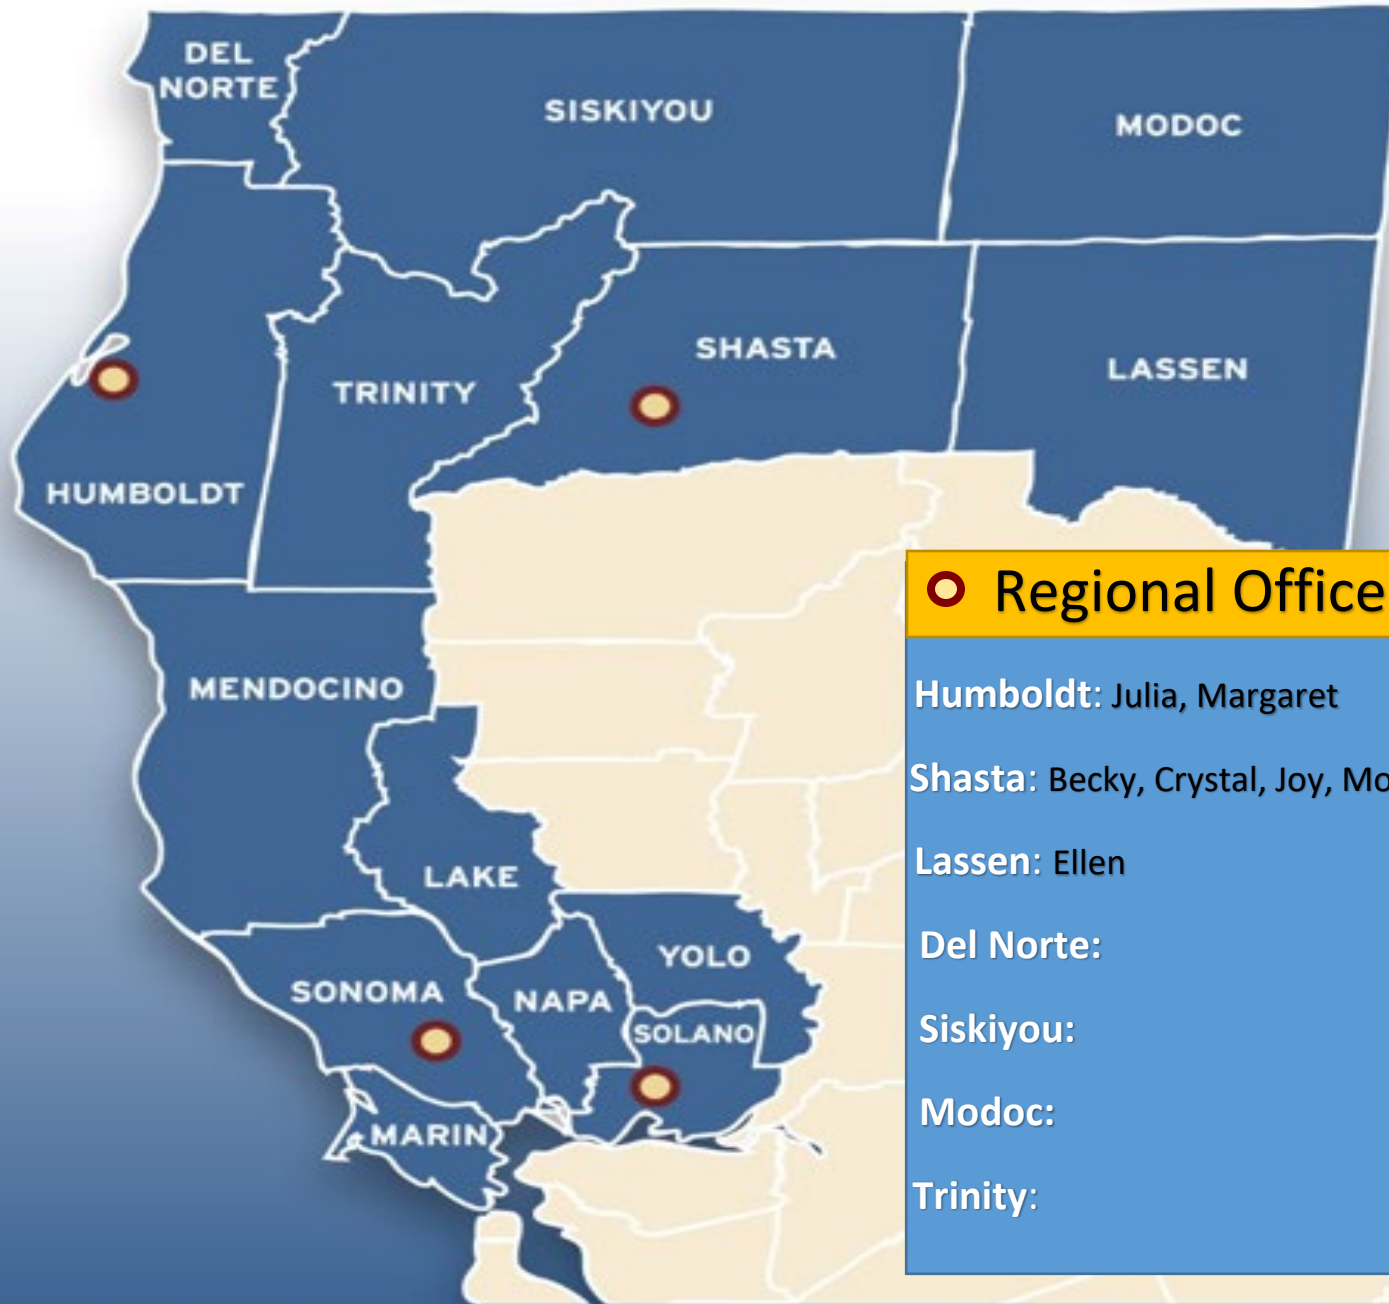 DEL
NORTE
SISKIYOU
MODOC
SHASTA
LASSEN
TRINITY
HUMBOLDT
Regional Office
MENDOCINO
Humboldt: Julia, Margaret
Shasta: Becky, Crystal, Joy, Mo
Lassen: Ellen
LAKE
Del Norte:
YOLO
SONOMA
NAPA
Siskiyou:
SOLANO
Modoc:
MARIN
Trinity: